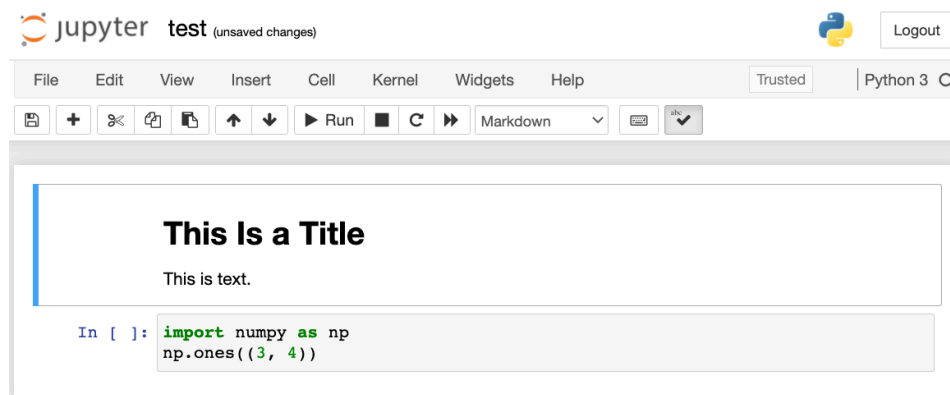 jupyter test (unsaved changes) Logout
File Edit View Insert Cell Kernel Widgets Help Trusted Python 3
Run Markdown abc
This Is a Title
This is text.
In [ ]: import numpy as np
np.ones((3, 4))